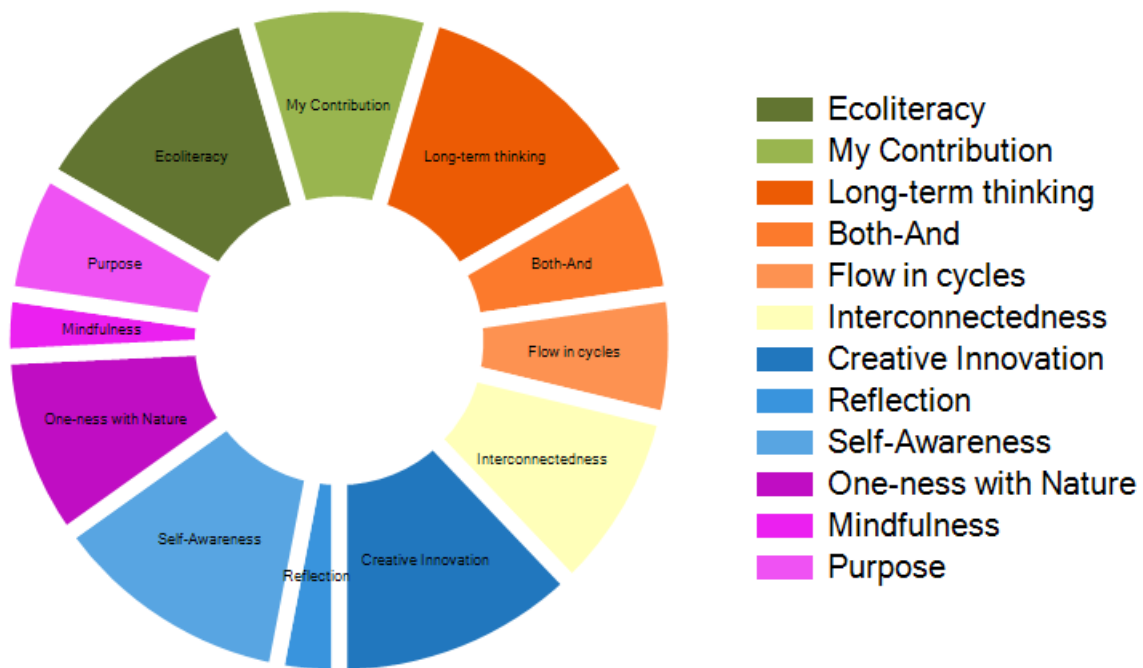 My Contribution
Ecoliteracy
Long-term thinking
Purpose
Both-And
Mindfulness
Flow in cycles
One-ness with Nature
Interconnectedness
Self-Awareness
Creative Innovation
Reflection
Ecoliteracy
My Contribution
Long-term thinking
Both-And
Flow in cycles
Interconnectedness
Creative Innovation
Reflection
Self-Awareness
One-ness with Nature
Mindfulness
Purpose